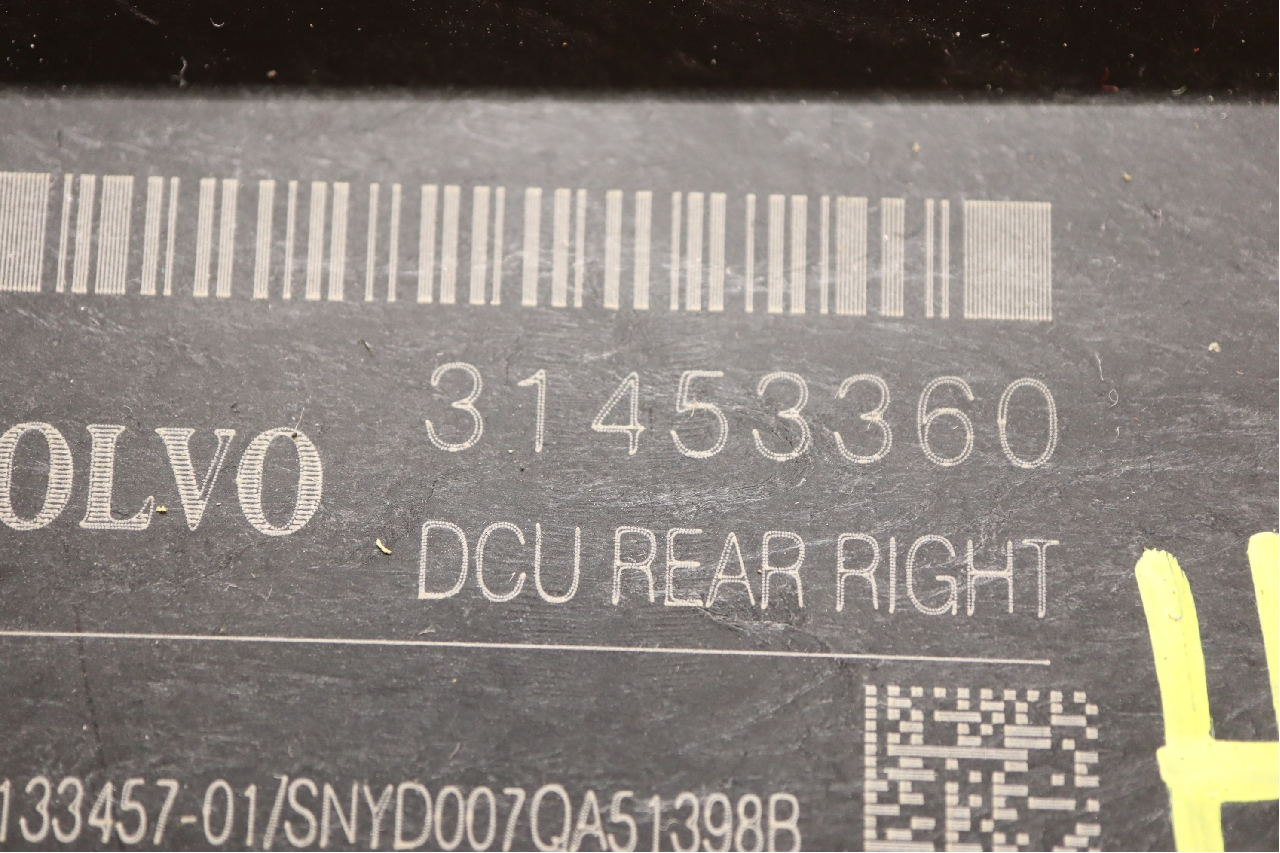 31453360
OLVO
DCU REAR RIGHT
133457-01/SNYD007QA51398B